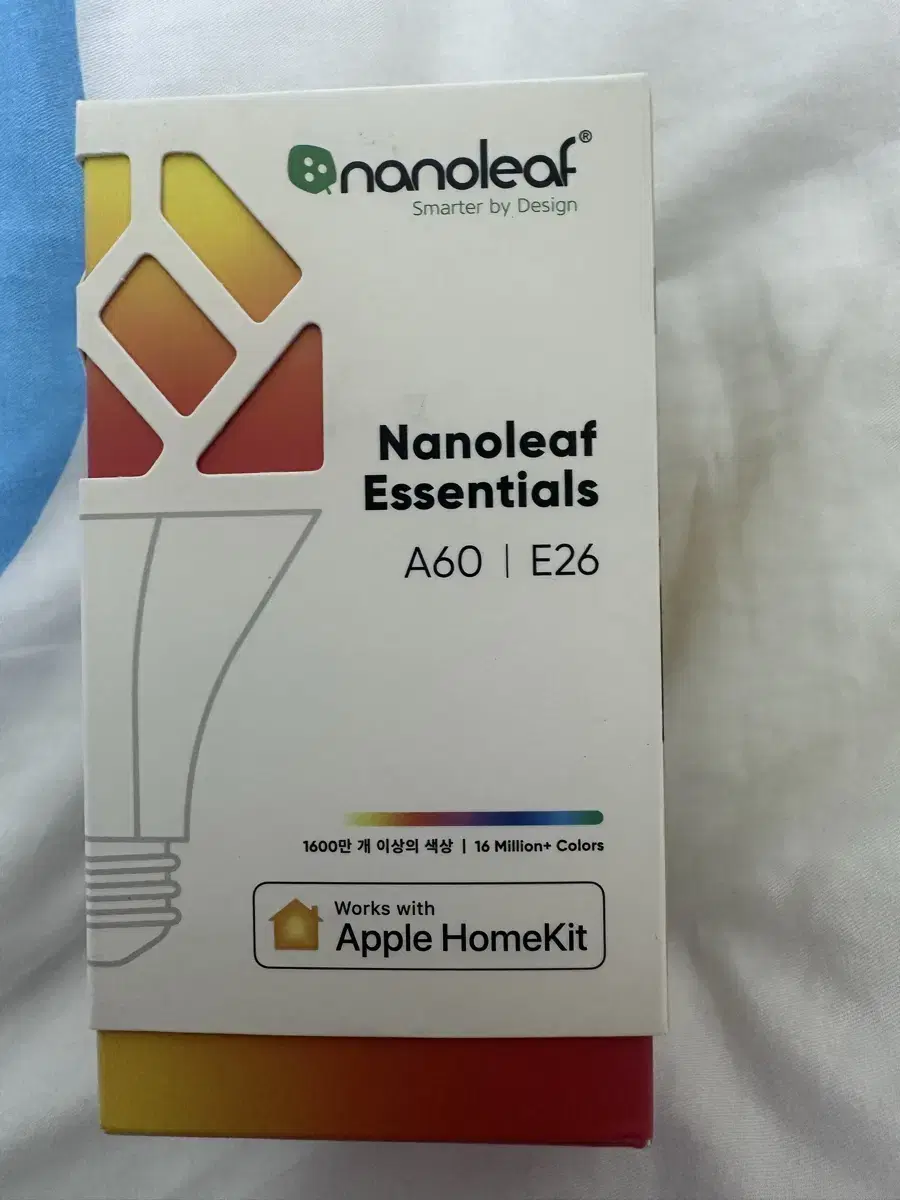 nanoleaf®
Smarter by Design
Nanoleaf
Essentials
A60 | E26
1600만 개 이상의 색상 | 16 Million+ Colors
Works with
Apple HomeKit